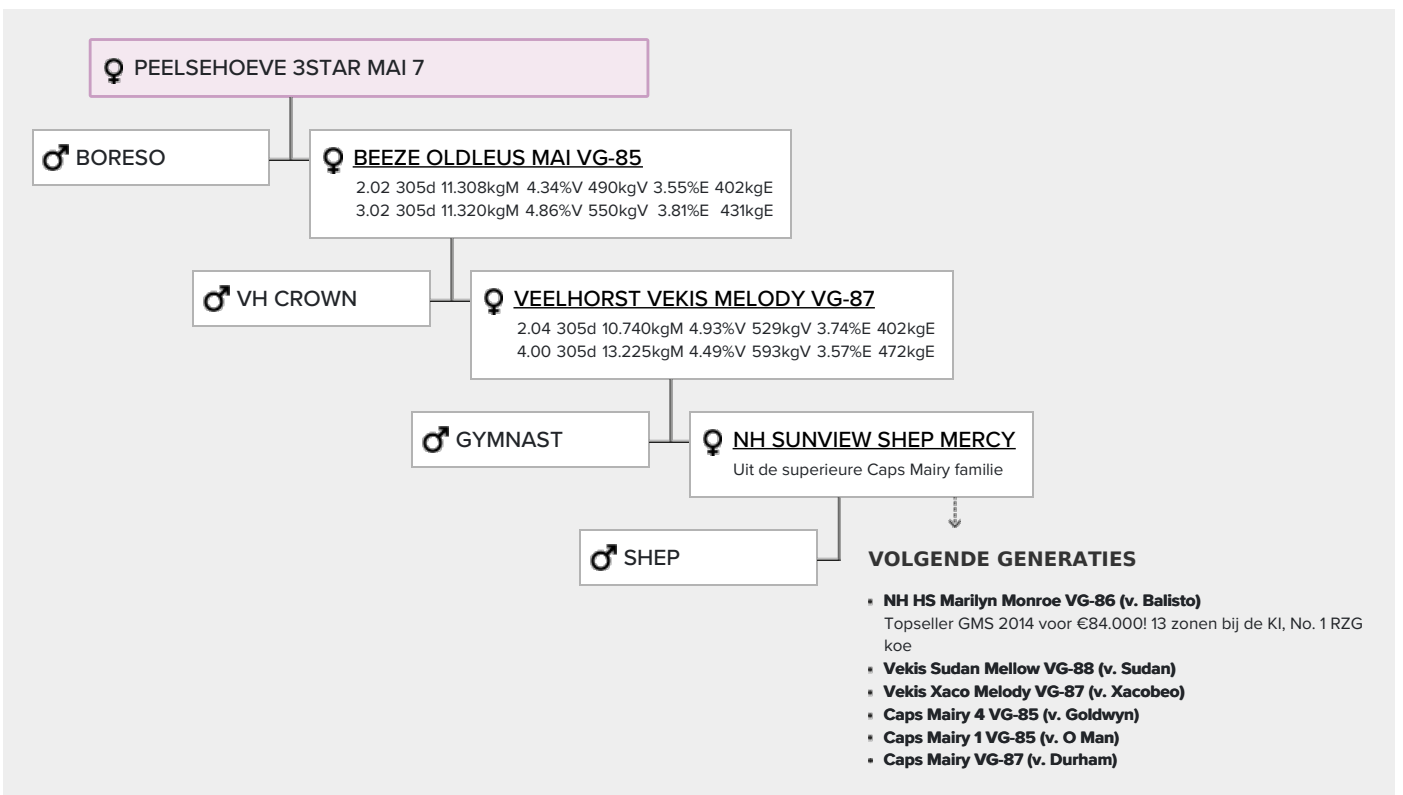 PEELSEHOEVE 3STAR MAI 7
BORESO
BEEZE OLDLEUS MAI VG-85
2.02 305d 11.308kgM 4.34%V 490kgV 3.55%E 402kgE
3.02 305d 11.320kgM 4.86%V 550kgV 3.81%E 431kgE
VH CROWN
VEELHORST VEKIS MELODY VG-87
2.04 305d 10.740kgM 4.93%V 529kgV 3.74%E 402kgE
4.00 305d 13.225kgM 4.49%V 593kgV 3.57%E 472kgE
GYMNAST
NH SUNVIEW SHEP MERCY
Uit de superieure Caps Mairy familie
SHEP
VOLGENDE GENERATIES
NH HS Marilyn Monroe VG-86 (v. Balisto)
Topseller GMS 2014 voor €84.000! 13 zonen bij de KI, No. 1 RZG
koe
Vekis Sudan Mellow VG-88 (v. Sudan)
Vekis Xaco Melody VG-87 (v. Xacobeo)
Caps Mairy 4 VG-85 (v. Goldwyn)
Caps Mairy 1 VG-85 (v. O Man)
Caps Mairy VG-87 (v. Durham)